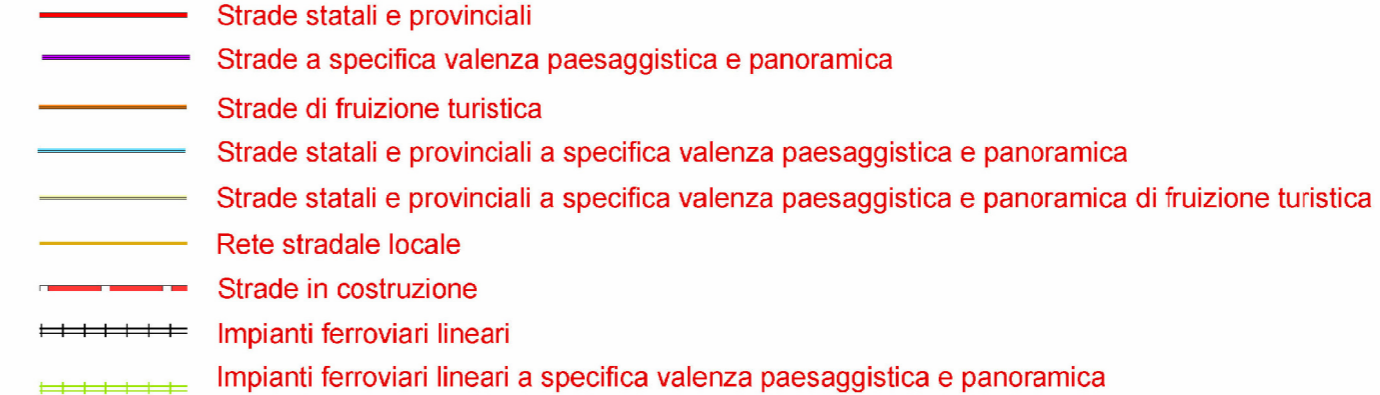 Strade statali e provinciali
Strade a specifica valenza paesaggistica e panoramica
Strade di fruizione turistica
Strade statali e provinciali a specifica valenza paesaggistica e panoramica
Strade statali e provinciali a specifica valenza paesaggistica e panoramica di fruizione turistica
Rete stradale locale
Strade in costruzione
Impianti ferroviari lineari
Impianti ferroviari lineari a specifica valenza paesaggistica e panoramica